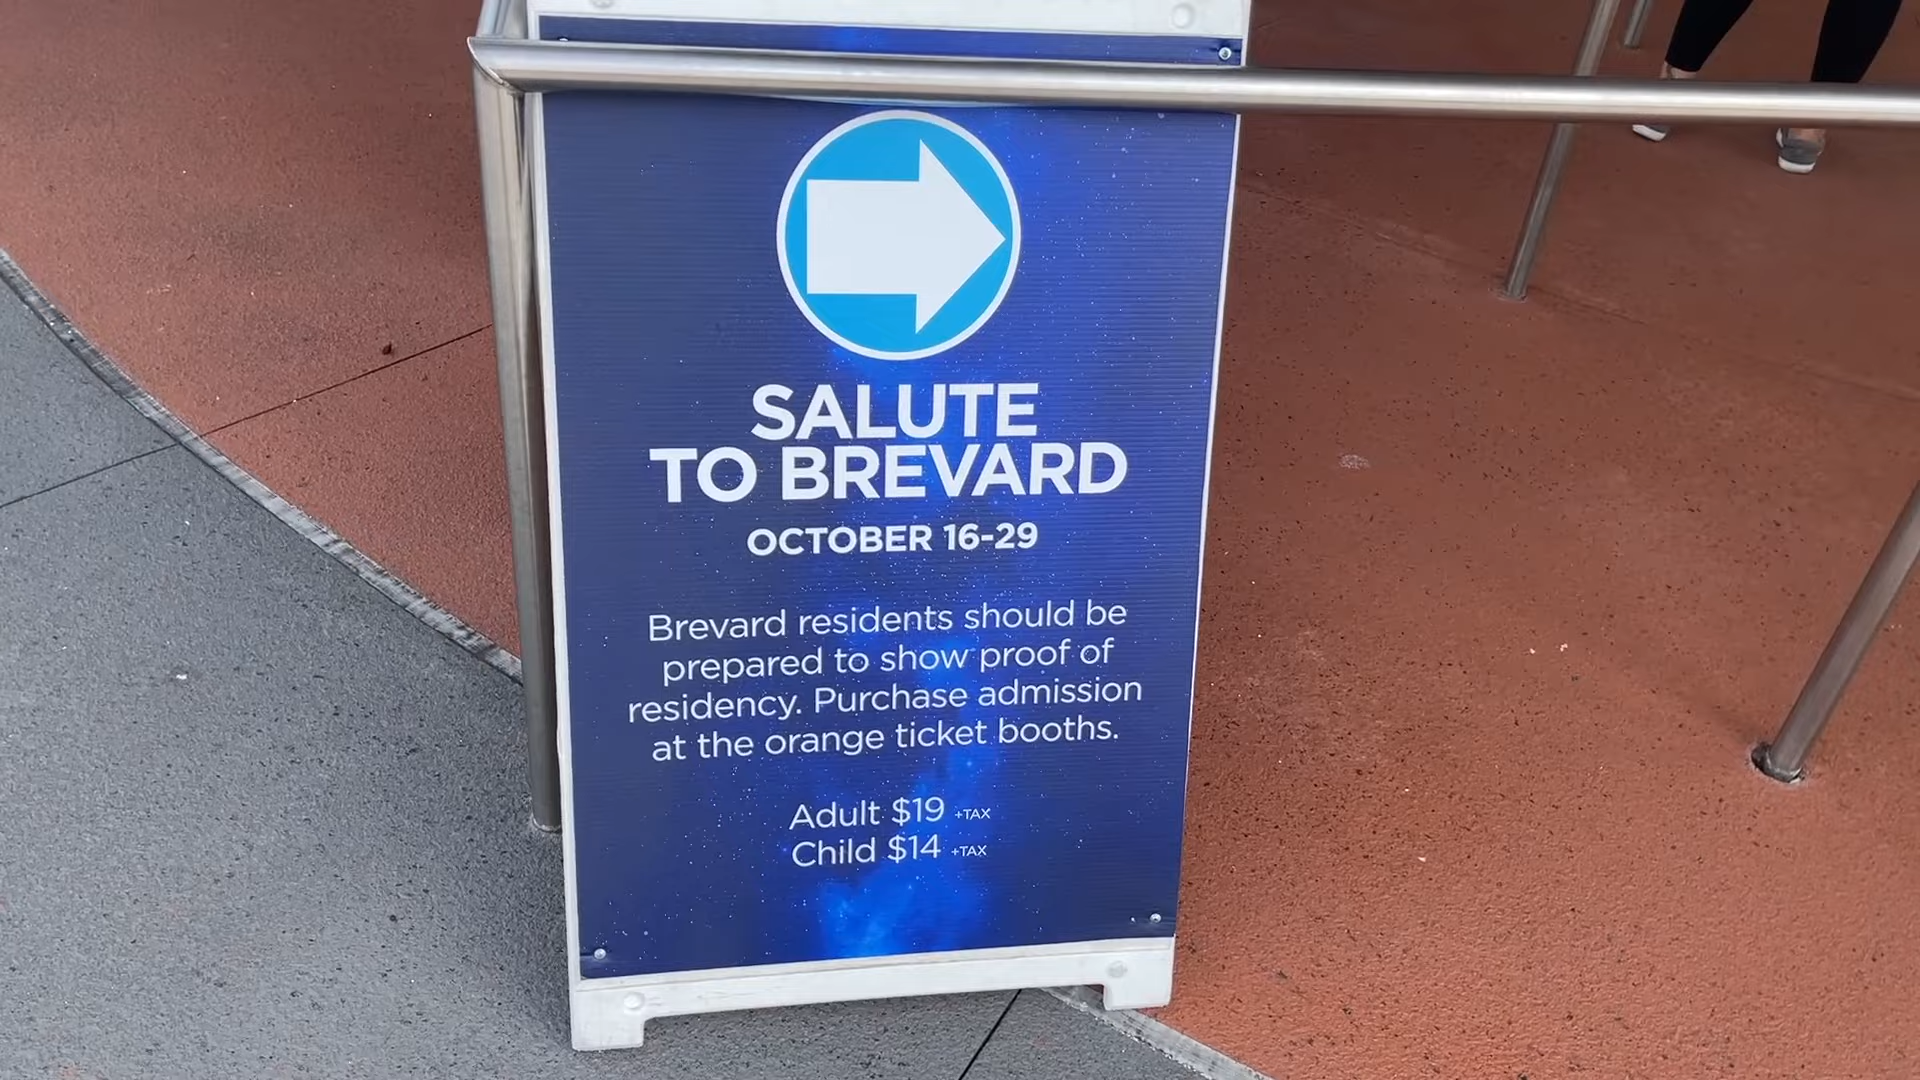 SALUTE
TO BREVARD
OCTOBER 16-29
Brevard residents should be
prepared to show proof of
residency. Purchase admission
at the orange ticket booths.
Adult $19 +TAX
Child $14 +TAX